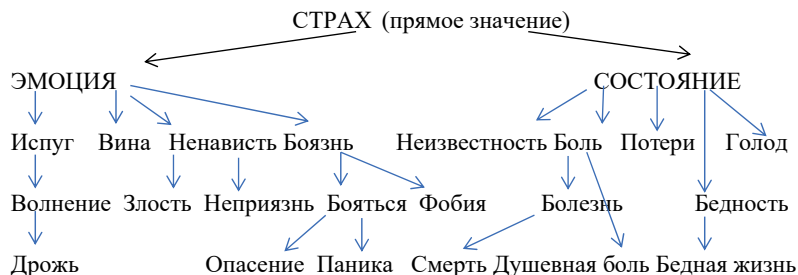 СТРАХ (прямое значение)
ЭМОЦИЯ СОСТОЯНИЕ
Испуг Вина Ненависть Боязнь Неизвестность Боль Потери Голод
Волнение Злость Неприязнь Бояться Фобия Болезнь Бедность
Дрожь Опасение Паника Смерть Душевная боль Бедная жизнь